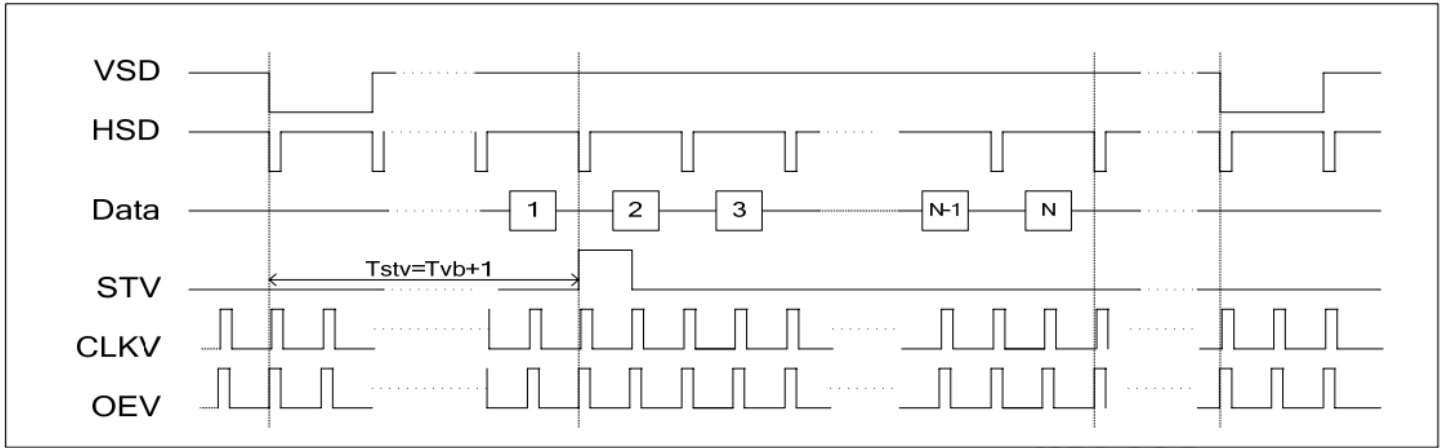 VSD
HSD
Data 1 2 3 N-1 N
Tstv=Tvb+1
STV
CLKV
OEV